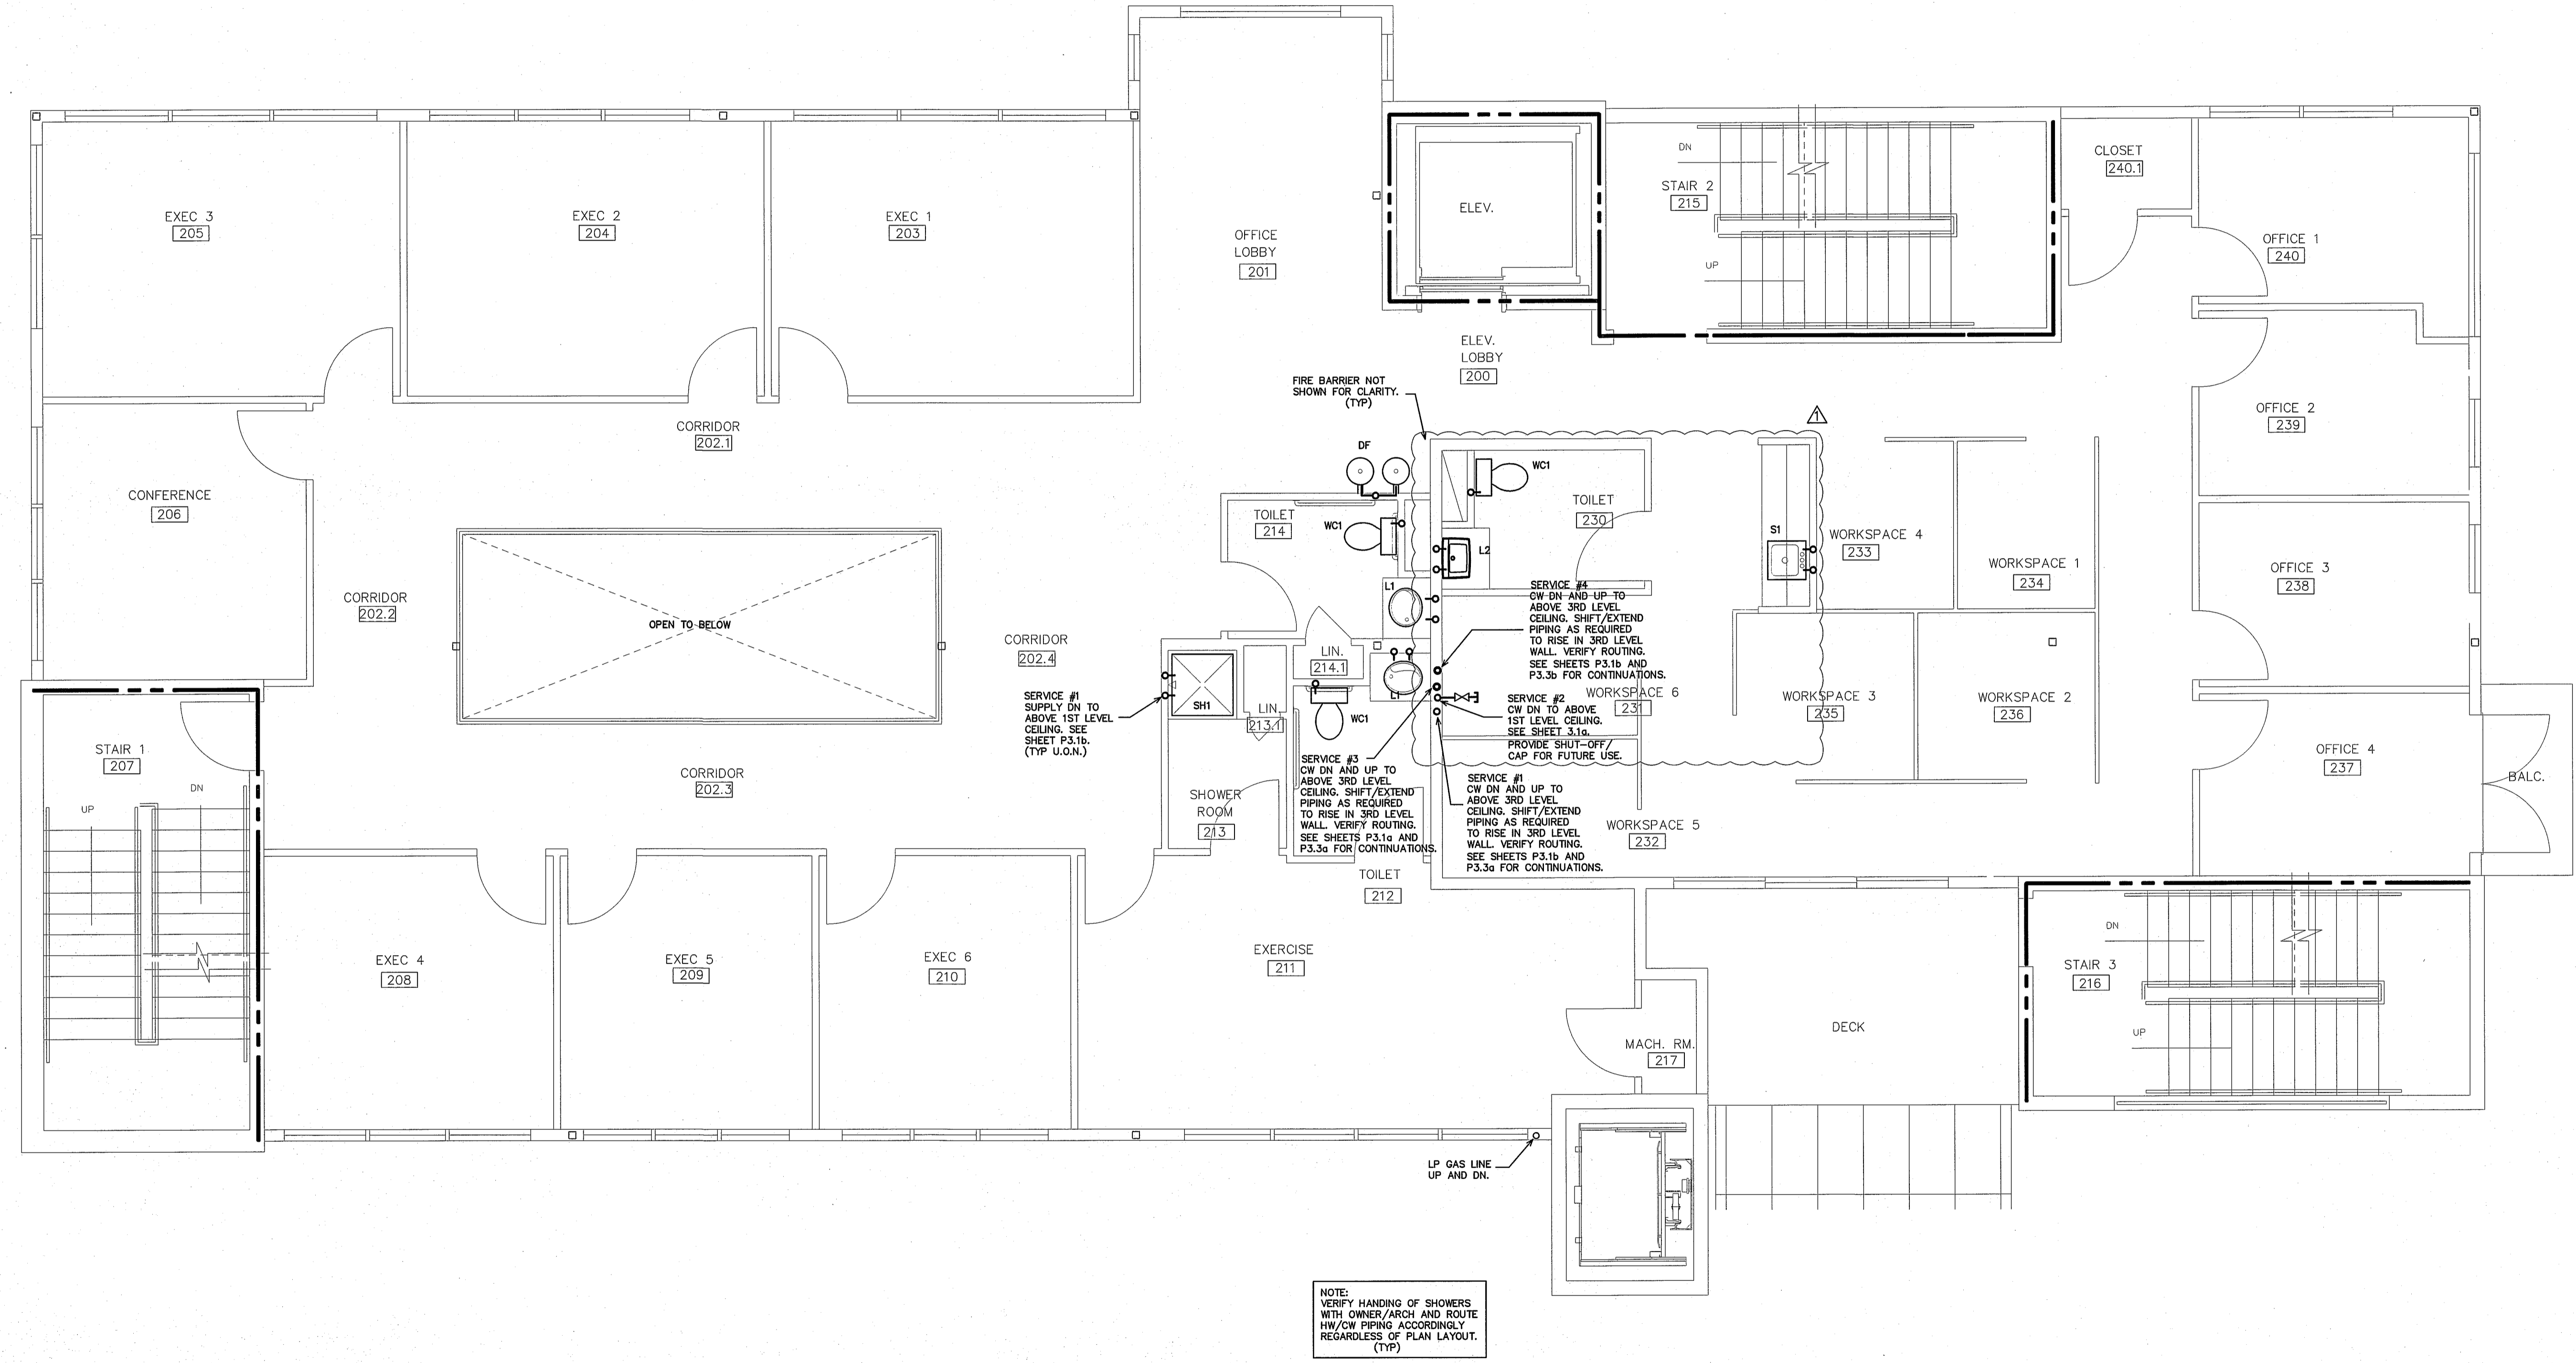 DN
STAIR 2
215
UP
CLOSET
240.1
EXEC 3
205
EXEC 2
204
EXEC 1
203
ELEV.
OFFICE
LOBBY
201
OFFICE 1
240
ELEV.
LOBBY
200
FIRE BARRIER NOT
SHOWN FOR CLARITY.
(TYP)
1
OFFICE 2
239
CORRIDOR
202.1
DF
WC1
CONFERENCE
206
TOILET
214
WC1
TOILET
230
S1
WORKSPACE 4
233
L2
WORKSPACE 1
234
OFFICE 3
238
L1
CORRIDOR
202.2
OPEN TO BELOW
CORRIDOR
202.4
SERVICE #4
CW DN AND UP TO
ABOVE 3RD LEVEL
CEILING. SHIFT/EXTEND
PIPING AS REQUIRED
TO RISE IN 3RD LEVEL
WALL. VERIFY ROUTING.
SEE SHEETS P3.1b AND
P3.3b FOR CONTINUATIONS.
LIN.
214.1
L1
SERVICE #1
SUPPLY DN TO
ABOVE 1ST LEVEL
CEILING. SEE
SHEET P3.1b.
(TYP U.O.N.)
SH1
LIN.
213.1
WC1
SERVICE #2
CW DN TO ABOVE
1ST LEVEL CEILING.
SEE SHEET 3.1a.
PROVIDE SHUT-OFF/
CAP FOR FUTURE USE.
WORKSPACE 6
231
WORKSPACE 3
235
WORKSPACE 2
236
STAIR 1
207
UP
DN
CORRIDOR
202.3
OFFICE 4
237
BALC.
SERVICE #3
CW DN AND UP TO
ABOVE 3RD LEVEL
CEILING. SHIFT/EXTEND
PIPING AS REQUIRED
TO RISE IN 3RD LEVEL
WALL. VERIFY ROUTING.
SEE SHEETS P3.1a AND
P3.3a FOR CONTINUATIONS.
SERVICE #1
CW DN AND UP TO
ABOVE 3RD LEVEL
CEILING. SHIFT/EXTEND
PIPING AS REQUIRED
TO RISE IN 3RD LEVEL
WALL. VERIFY ROUTING.
SEE SHEETS P3.1b AND
P3.3a FOR CONTINUATIONS.
SHOWER
ROOM
213
WORKSPACE 5
232
TOILET
212
EXEC 4
208
EXEC 5
209
EXEC 6
210
EXERCISE
211
DN
STAIR 3
216
UP
DECK
MACH. RM.
217
LP GAS LINE
UP AND DN.
NOTE:
VERIFY HANDING OF SHOWERS
WITH OWNER/ARCH AND ROUTE
HW/CW PIPING ACCORDINGLY
REGARDLESS OF PLAN LAYOUT.
(TYP)